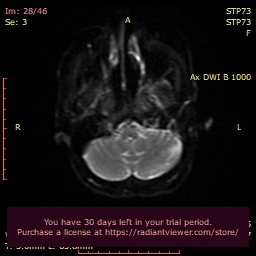 Im: 28/46
STP73
Se: 3
STP73
F
A
Ax DWI B 1000
R
L
You have 30 days left in your trial period.
Purchase a license at https://radiantviewer.com/store/